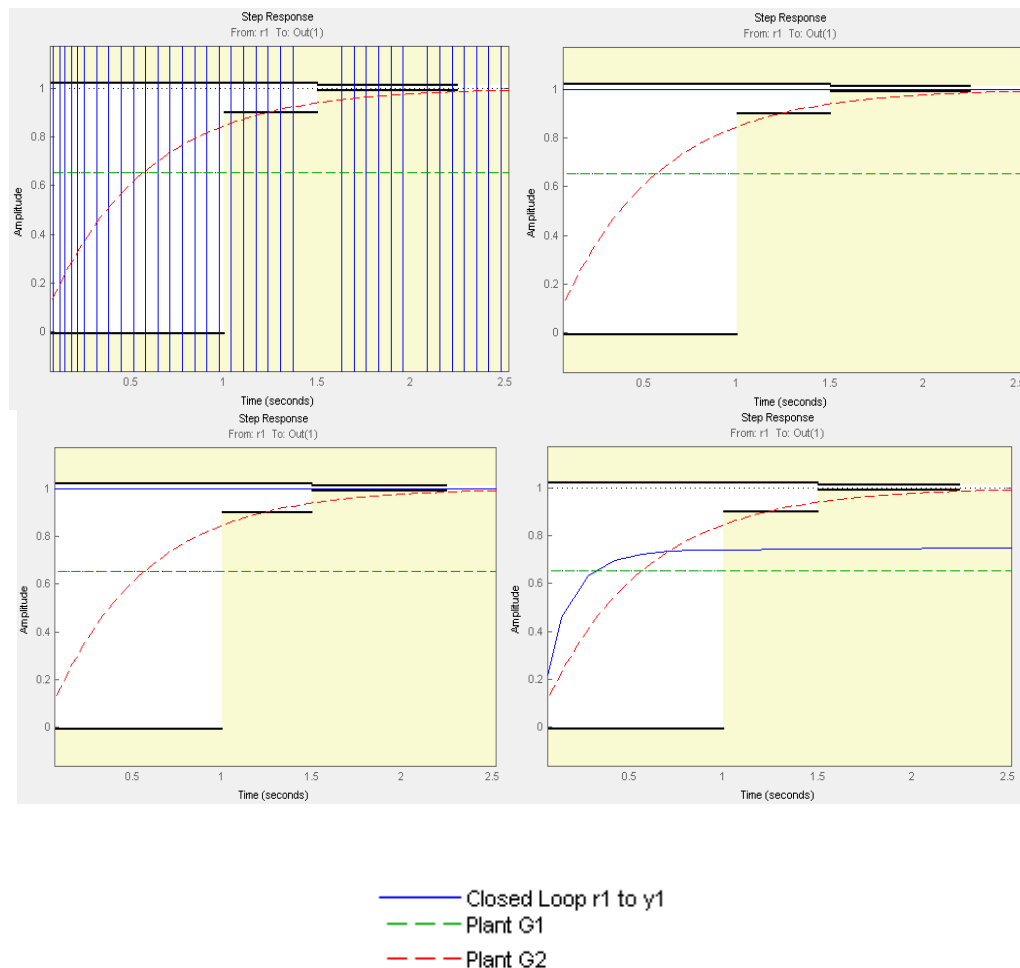 Step Response
From: r1 To: Out(1)
1
0.8
0.6
0.4
0.2
0
Amplitude
0.5
1
1.5
2
2.5
Time (seconds)
Step Response
From: r1 To: Out(1)
1
0.8
0.6
0.4
0.2
0
Amplitude
0.5
1
1.5
2
2.5
Time (seconds)
Step Response
From: r1 To: Out(1)
1
0.8
0.6
0.4
0.2
0
Amplitude
0.5
1
1.5
2
2.5
Time (seconds)
Step Response
From: r1 To: Out(1)
1
0.8
0.6
0.4
0.2
0
Amplitude
0.5
1
1.5
2
2.5
Time (seconds)
Closed Loop r1 to y1
Plant G1
Plant G2